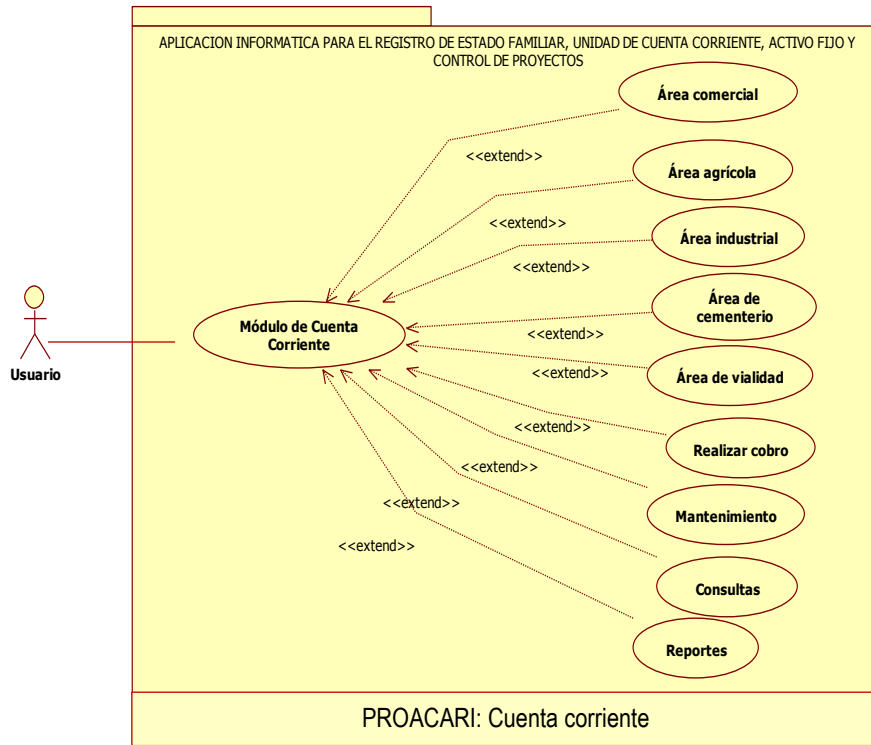 APLICACION INFORMATICA PARA EL REGISTRO DE ESTADO FAMILIAR, UNIDAD DE CUENTA CORRIENTE, ACTIVO FIJO Y
CONTROL DE PROYECTOS
Área comercial
<<extend>>
Área agrícola
<<extend>>
Área industrial
<<extend>>
Área de
cementerio
<<extend>>
Módulo de Cuenta
Corriente
Usuario
Área de vialidad
<<extend>>
Realizar cobro
<<extend>>
Mantenimiento
<<extend>>
Consultas
<<extend>>
Reportes
<<extend>>
PROACARI: Cuenta corriente